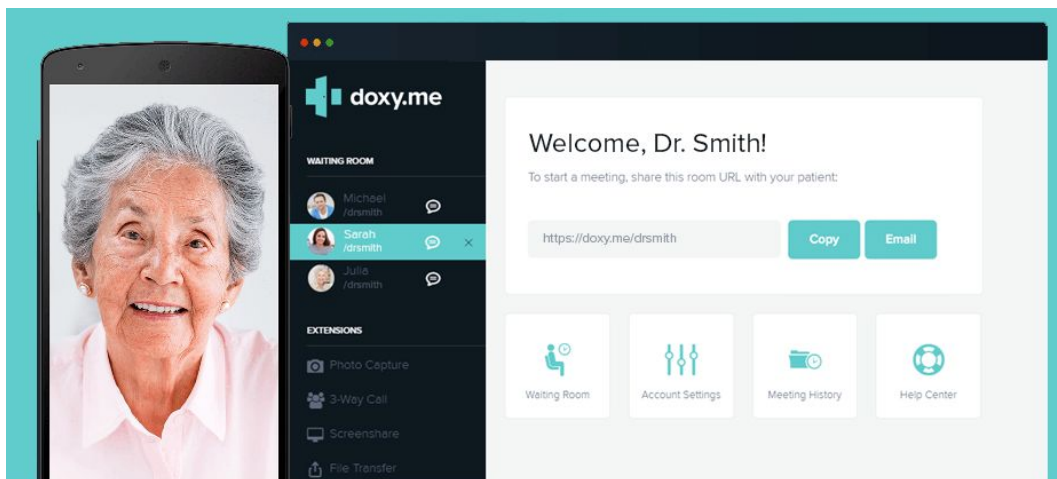 doxy.me
WAITING ROOM
Michael
/drsmith
Sarah
/drsmith
Julia
/drsmith
EXTENSIONS
Photo Capture
3-Way Call
Screenshare
File Transfer
Welcome, Dr. Smith!
To start a meeting, share this room URL with your patient:
https://doxy.me/drsmith
Copy
Email
Waiting Room
Account Settings
Meeting History
Help Center